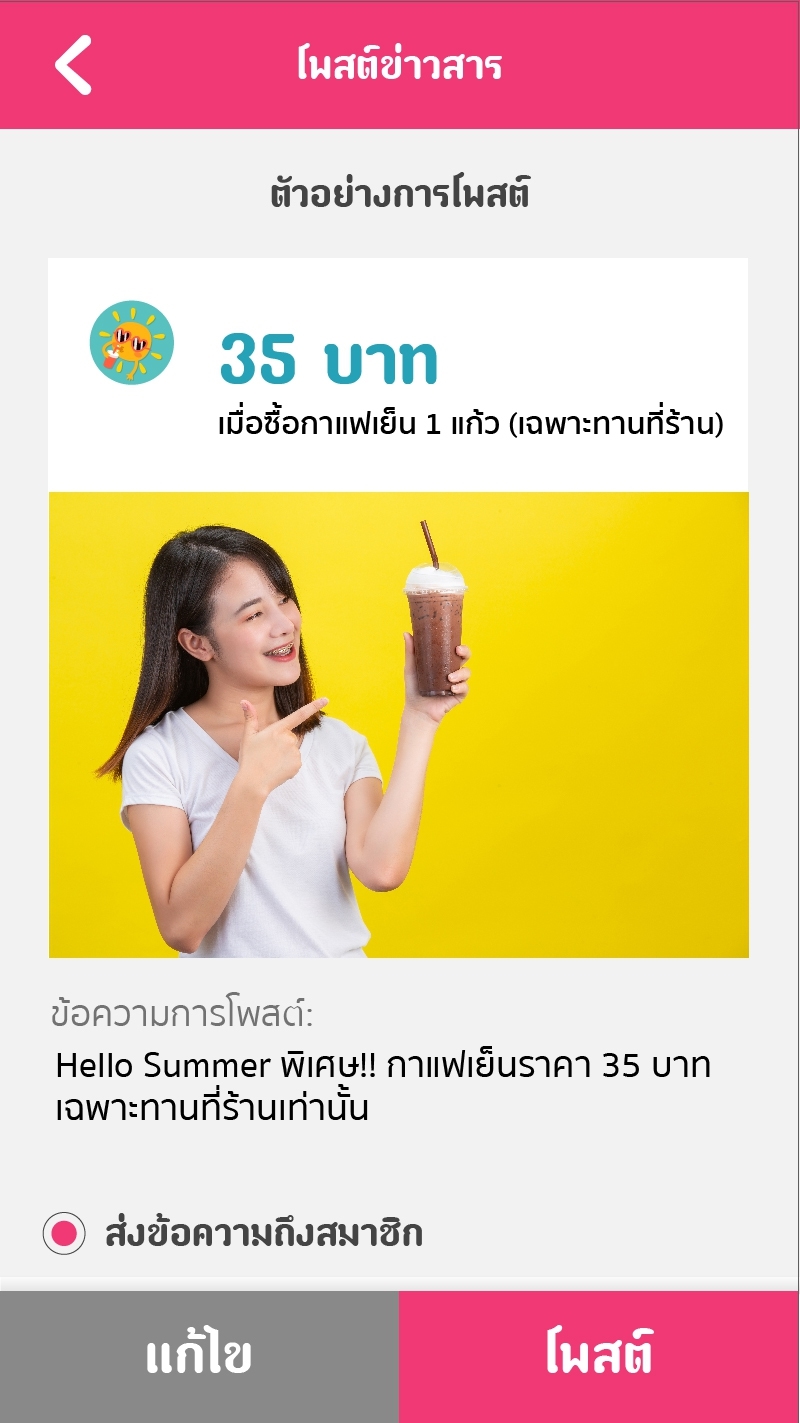 โพสต์ข่าวสาร
ตัวอย่างการโพสต์
35 บาท
เมื่อซื้อกาแฟเย็น 1 แก้ว (เฉพาะทานที่ร้าน)
ข้อความการโพสต์:
Hello Summer พิเศษ!! กาแฟเย็นราคา 35 บาท
เฉพาะทานที่ร้านเท่านั้น
ส่งข้อความถึงสมาชิก
แก้ไข
โพสต์